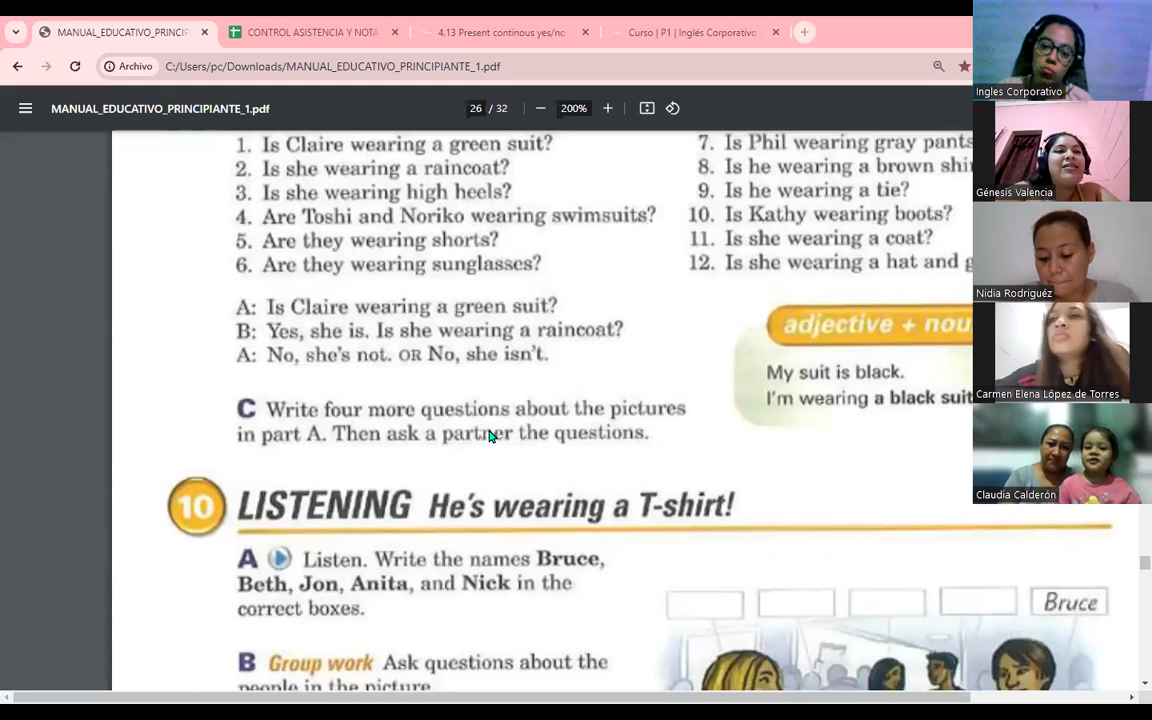 MANUAL_EDUCATIVO_PRINCIP
CONTROL ASISTENCIA Y NOTA
4.13 Present continous yes/no
Curso | P1 | Inglés Corporativo
Archivo
C:/Users/pc/Downloads/MANUAL_EDUCATIVO_PRINCIPIANTE_1.pdf
MANUAL_EDUCATIVO_PRINCIPIANTE_1.pdf
26 / 32
200%
1. Is Claire wearing a green suit?
2. Is she wearing a raincoat?
3. Is she wearing high heels?
4. Are Toshi and Noriko wearing swimsuits?
5. Are they wearing shorts?
6. Are they wearing sunglasses?
7. Is Phil wearing gray pants
8. Is he wearing a brown shi
9. Is he wearing a tie?
10. Is Kathy wearing boots?
11. Is she wearing a coat?
12. Is she wearing a hat and g
A: Is Claire wearing a green suit?
B: Yes, she is. Is she wearing a raincoat?
A: No, she's not. OR No, she isn't.
adjective + nou
My suit is black.
I'm wearing a black suit
C Write four more questions about the pictures
in part A. Then ask a partner the questions.
10 LISTENING He's wearing a T-shirt!
A Listen. Write the names Bruce,
Beth, Jon, Anita, and Nick in the
correct boxes.
Bruce
B Group work Ask questions about the
people in the picture
Ingles Corporativo
Génesis Valencia
Nidia Rodriguéz
Carmen Elena López de Torres
Claudia Calderón